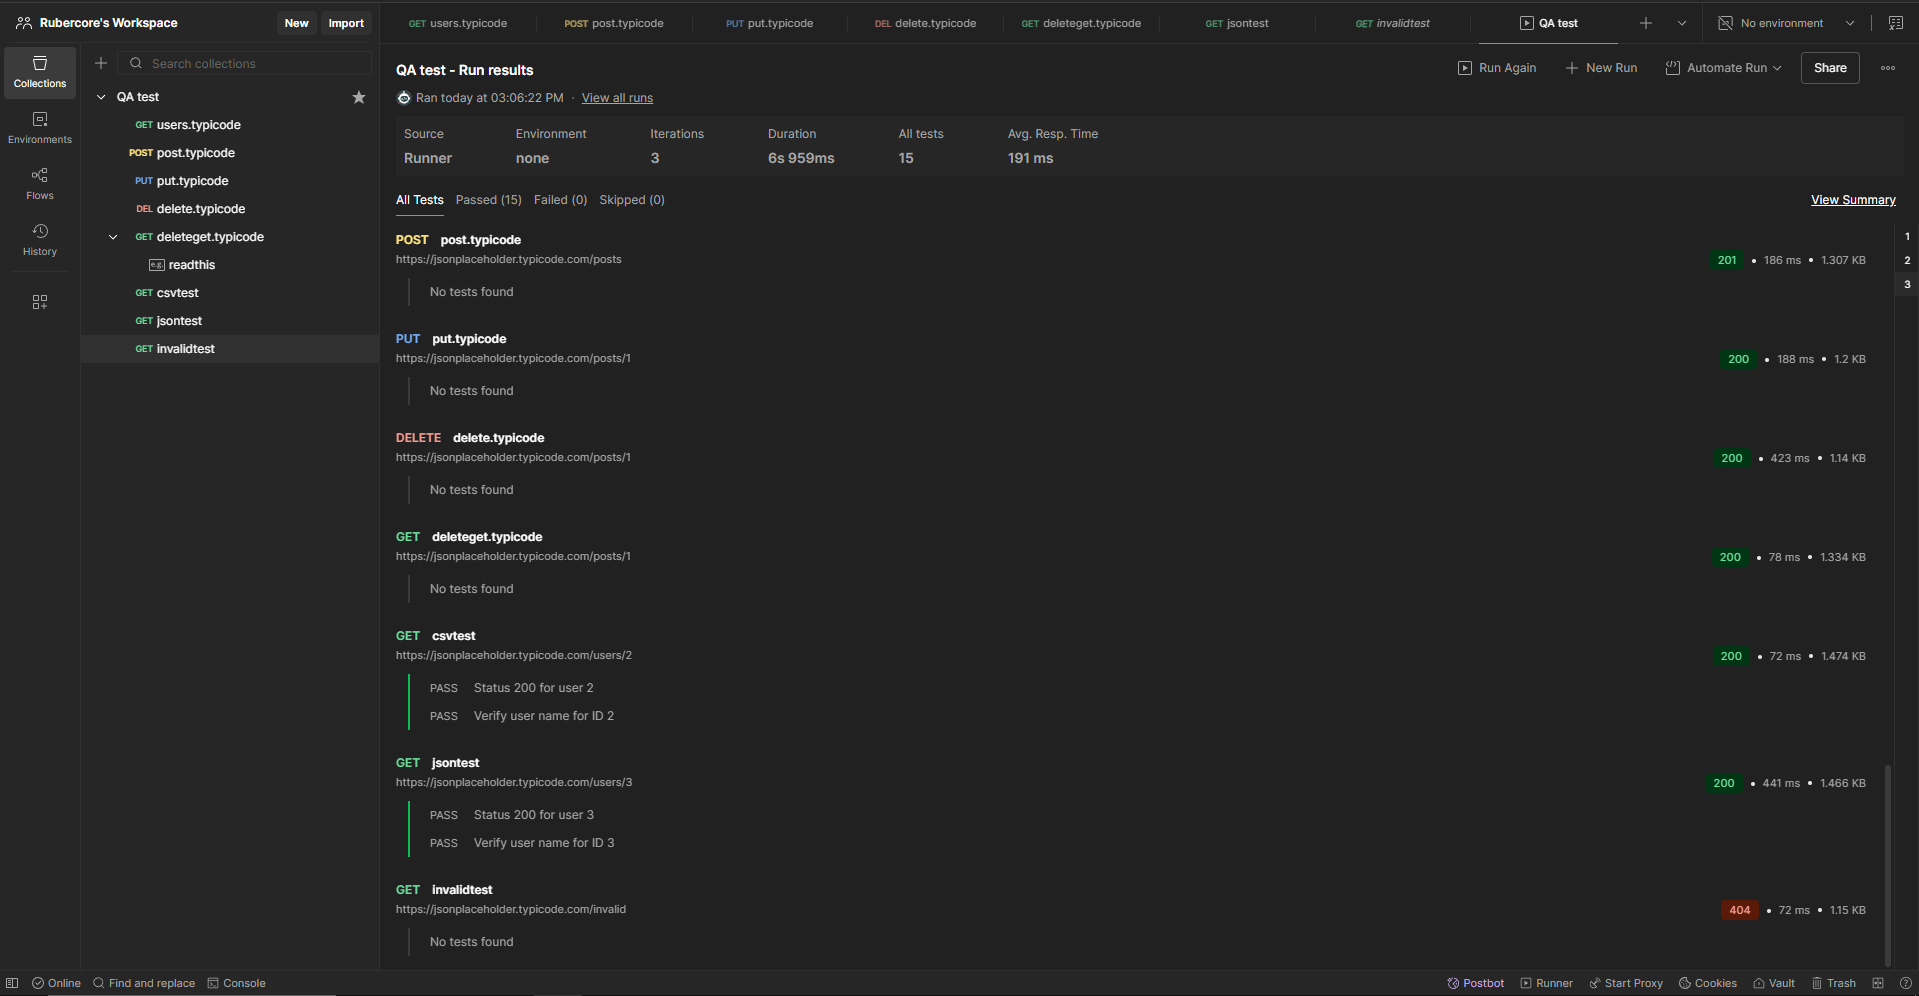 Rubercore's Workspace
New
Import
GET users.typicode
POST post.typicode
PUT put.typicode
DEL delete.typicode
GET deleteget.typicode
GET jsontest
GET invalidtest
QA test
No environment
Collections
Environments
Flows
History
Search collections
QA test
GET users.typicode
POST post.typicode
PUT put.typicode
DEL delete.typicode
GET deleteget.typicode
e.g. readthis
GET csvtest
GET jsontest
GET invalidtest
QA test - Run results
Run Again
New Run
Automate Run
Share
Ran today at 03:06:22 PM · View all runs
Source Environment Iterations Duration All tests Avg. Resp. Time
Runner none 3 6s 959ms 15 191 ms
All Tests Passed (15) Failed (0) Skipped (0) View Summary
1
2
3
POST post.typicode
https://jsonplaceholder.typicode.com/posts 201 • 186 ms • 1.307 KB
No tests found
PUT put.typicode
https://jsonplaceholder.typicode.com/posts/1 200 • 188 ms • 1.2 KB
No tests found
DELETE delete.typicode
https://jsonplaceholder.typicode.com/posts/1 200 • 423 ms • 1.14 KB
No tests found
GET deleteget.typicode
https://jsonplaceholder.typicode.com/posts/1 200 • 78 ms • 1.334 KB
No tests found
GET csvtest
https://jsonplaceholder.typicode.com/users/2 200 • 72 ms • 1.474 KB
PASS Status 200 for user 2
PASS Verify user name for ID 2
GET jsontest
https://jsonplaceholder.typicode.com/users/3 200 • 441 ms • 1.466 KB
PASS Status 200 for user 3
PASS Verify user name for ID 3
GET invalidtest
https://jsonplaceholder.typicode.com/invalid 404 • 72 ms • 1.15 KB
No tests found
Online Find and replace Console Postbot Runner Start Proxy Cookies Vault Trash